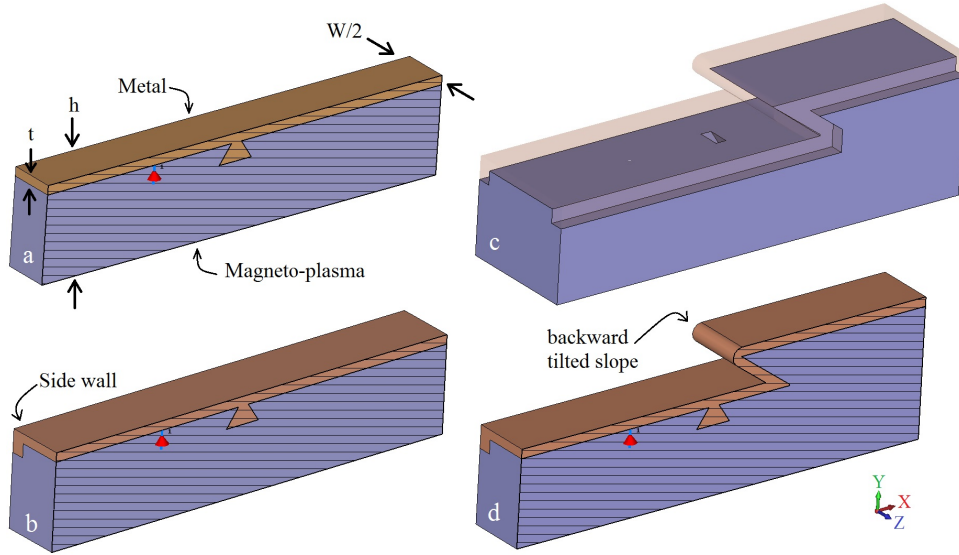 W/2
Metal
h
t
a
Magneto-plasma
c
Side wall
b
backward
tilted slope
d
Y
X
Z